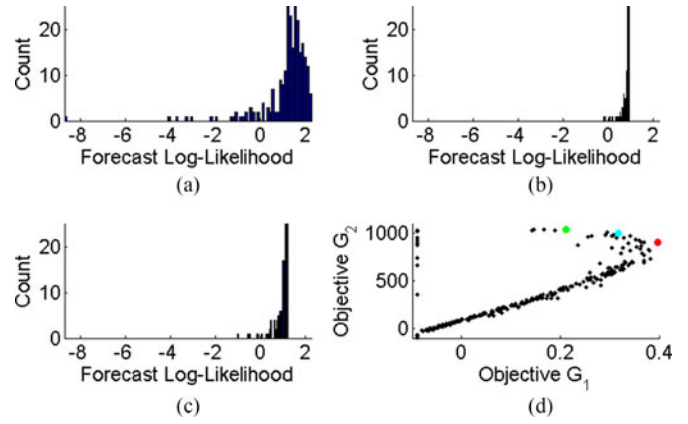 Count
20
10
0
-8 -6 -4 -2 0 2
Forecast Log-Likelihood
(a)
Count
20
10
0
-8 -6 -4 -2 0 2
Forecast Log-Likelihood
(b)
Count
20
10
0
-8 -6 -4 -2 0 2
Forecast Log-Likelihood
(c)
Objective G2
1000
500
0
0 0.2 0.4
Objective G1
(d)